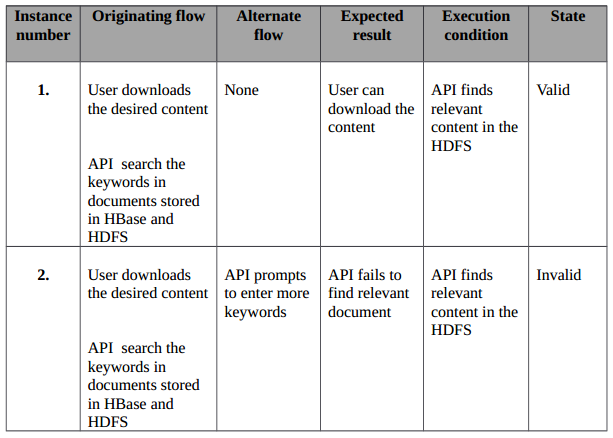 Instance number
Originating flow
Alternate flow
Expected result
Execution condition
State
1.
User downloads
the desired content
API search the
keywords in
documents stored
in HBase and
HDFS
None
User can
download the
content
API finds
relevant
content in the
HDFS
Valid
2.
User downloads
the desired content
API search the
keywords in
documents stored
in HBase and
HDFS
API prompts
to enter more
keywords
API fails to
find relevant
document
API finds
relevant
content in the
HDFS
Invalid